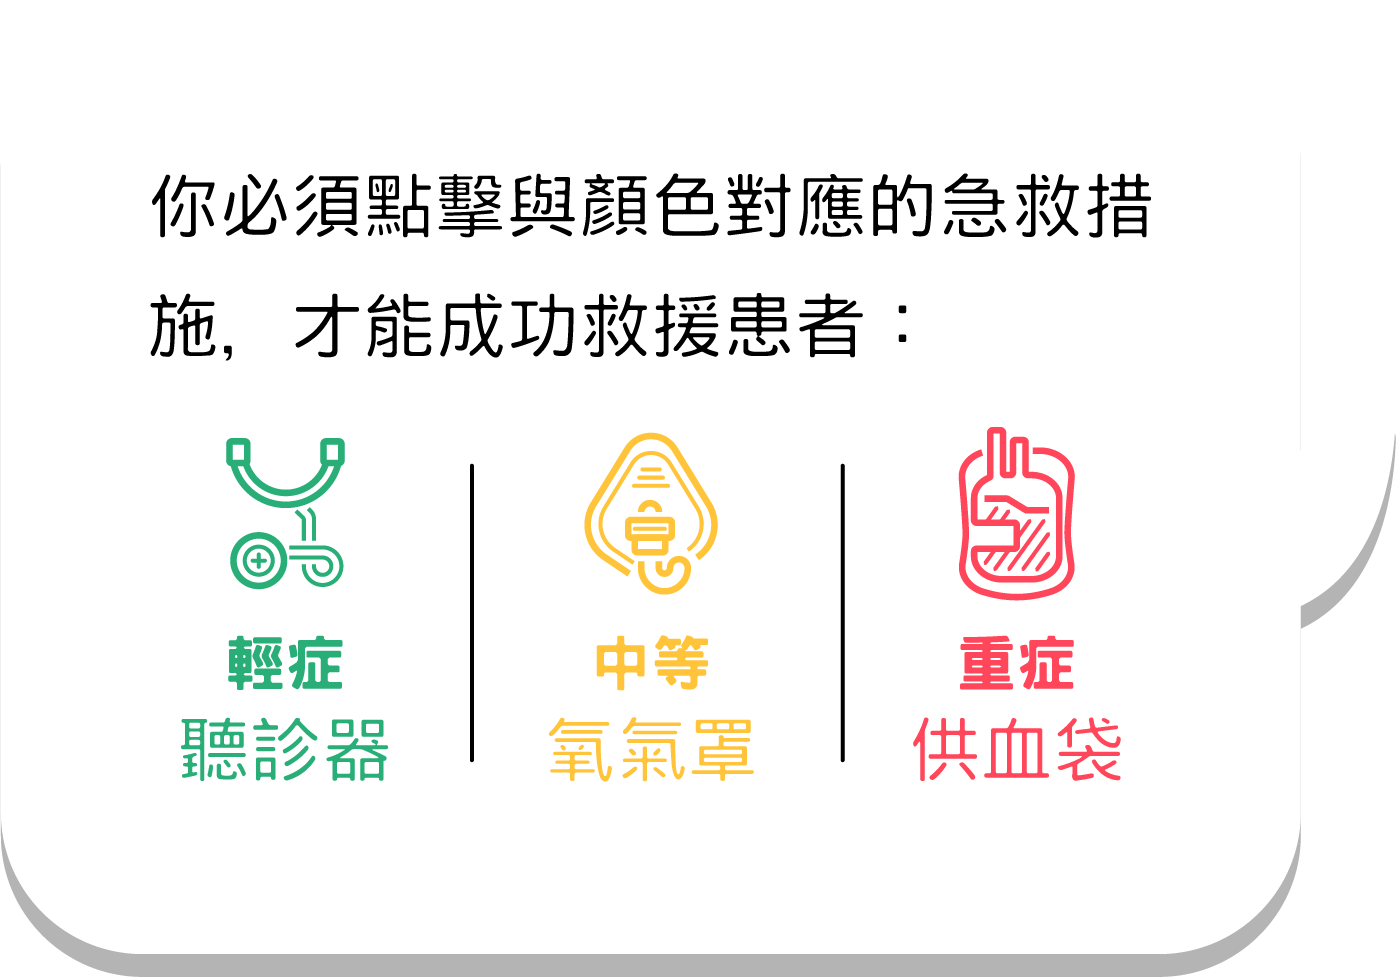 你必須點擊與顏色對應的急救措
施，才能成功救援患者：
輕症 中等 重症
聽診器 氧氣罩 供血袋